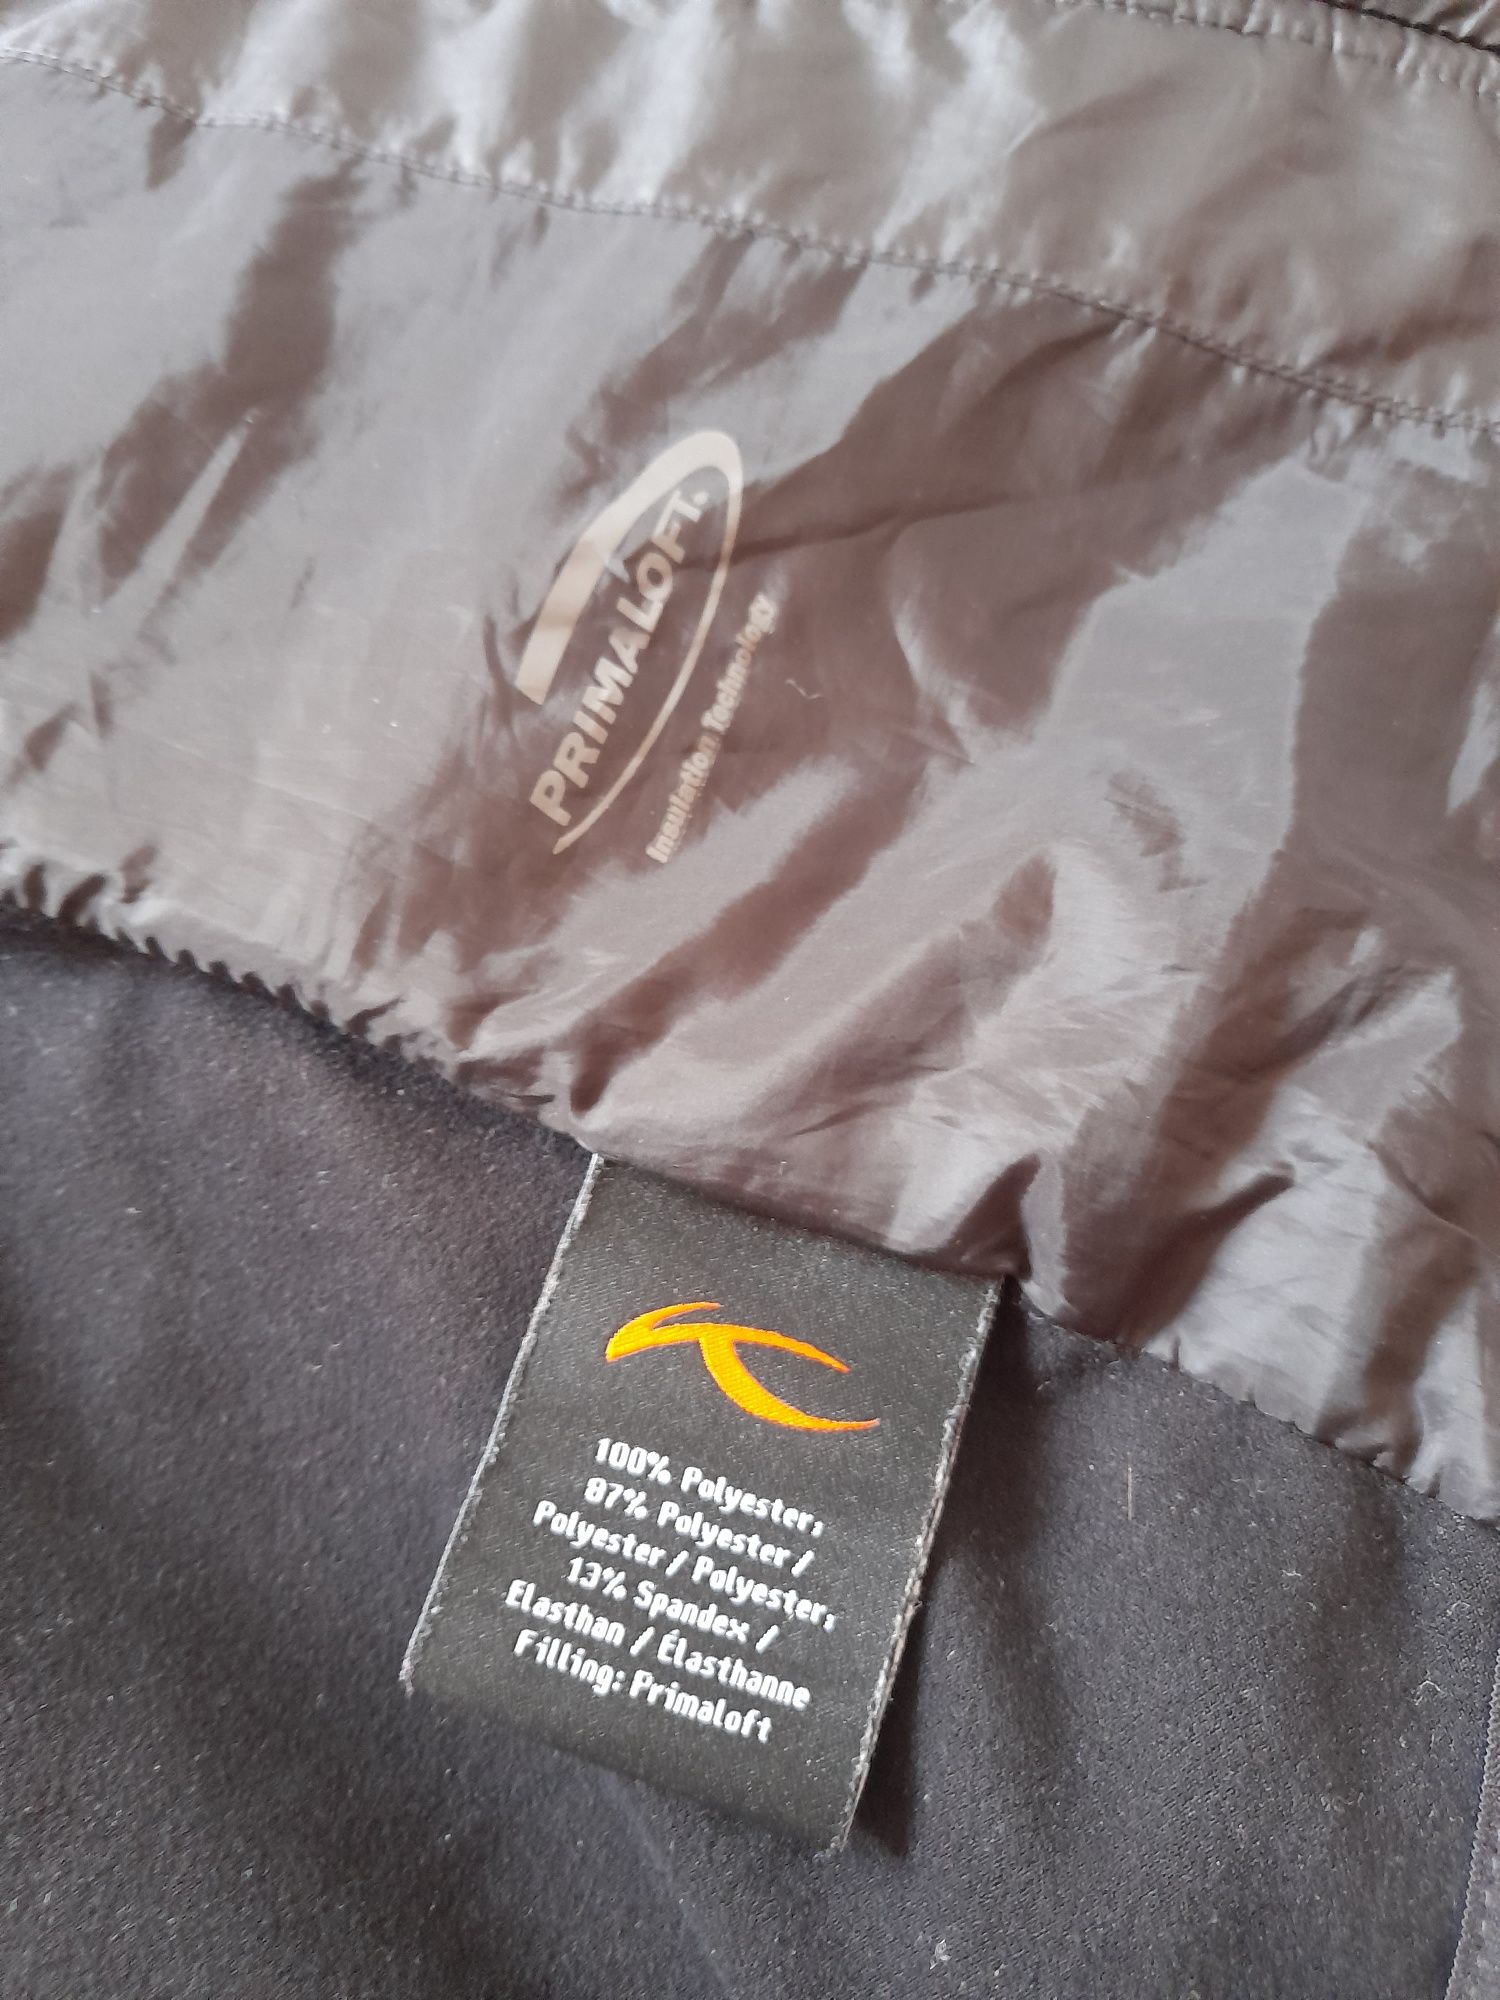 PRIMALOFT.
Insulation Technology
100% Polyester;
87% Polyester /
Polyester / Polyester;
13% Spandex /
Elasthan / Élasthanne
Filling: Primaloft